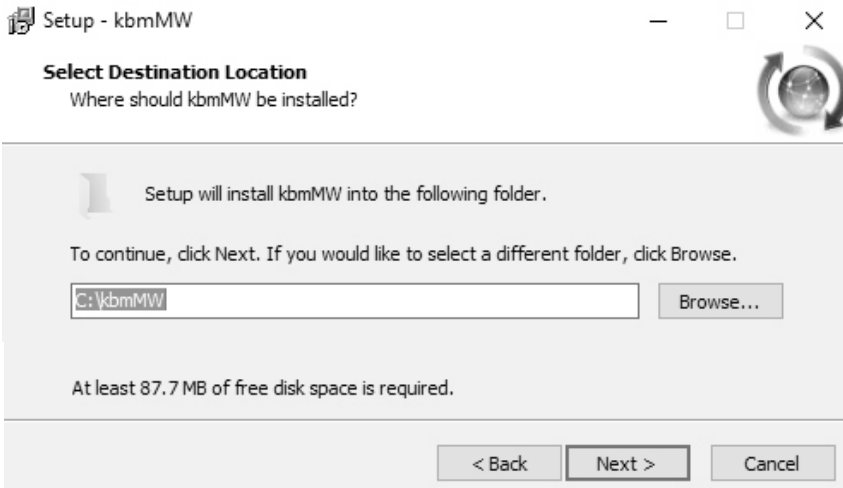 Setup - kbmMW
Select Destination Location
Where should kbmMW be installed?
Setup will install kbmMW into the following folder.
To continue, click Next. If you would like to select a different folder, click Browse.
C:\kbmMW
Browse...
At least 87.7 MB of free disk space is required.
< Back Next > Cancel